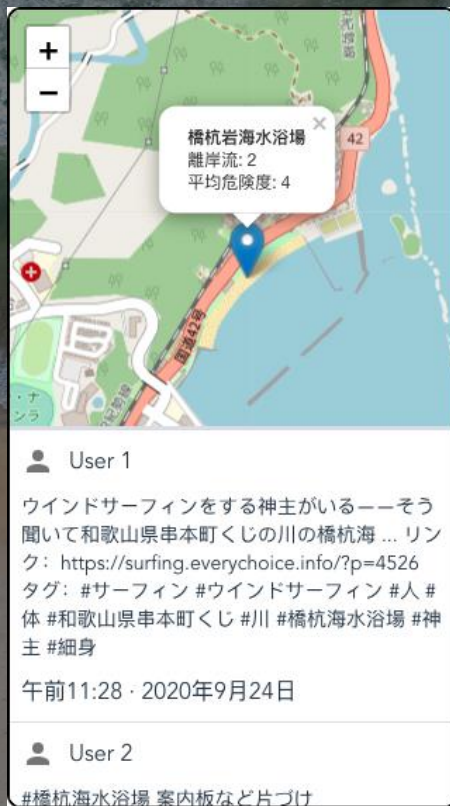 +
−
42
橋杭岩海水浴場
離岸流: 2
平均危険度: 4
×
国道42号
・ナ
ンラ
User 1
ウインドサーフィンをする神主がいるーーそう
聞いて和歌山県串本町くじの川の橋杭海 ... リン
ク： https://surfing.everychoice.info/?p=4526
タグ： #サーフィン #ウインドサーフィン #人 #
体 #和歌山県串本町くじ #川 #橋杭海水浴場 #神
主 #細身
午前11:28 · 2020年9月24日
User 2
#橋杭海水浴場 案内板など片づけ